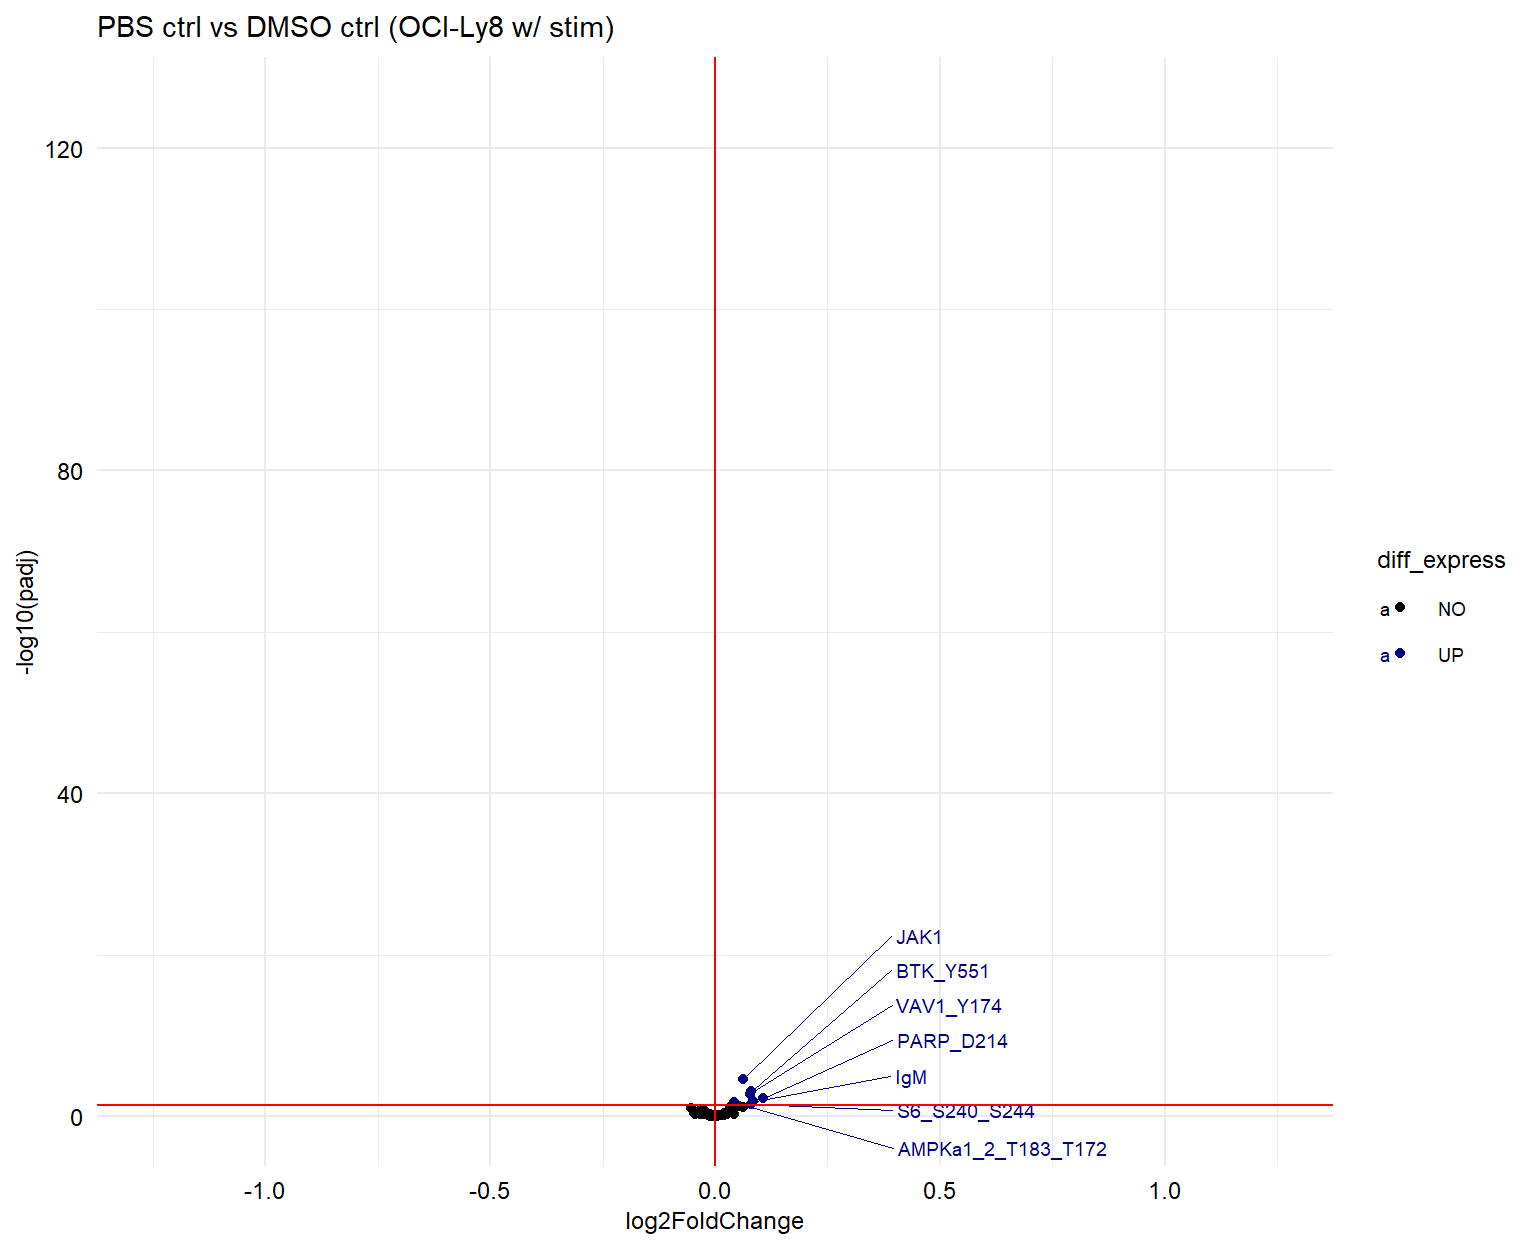 PBS ctrl vs DMSO ctrl (OCI-Ly8 w/ stim)
120
80
40
0
-log10(padj)
JAK1
BTK_Y551
VAV1_Y174
PARP_D214
IgM
S6_S240_S244
AMPKa1_2_T183_T172
-1.0
-0.5
0.0
0.5
1.0
log2FoldChange
diff_express
a NO
a UP